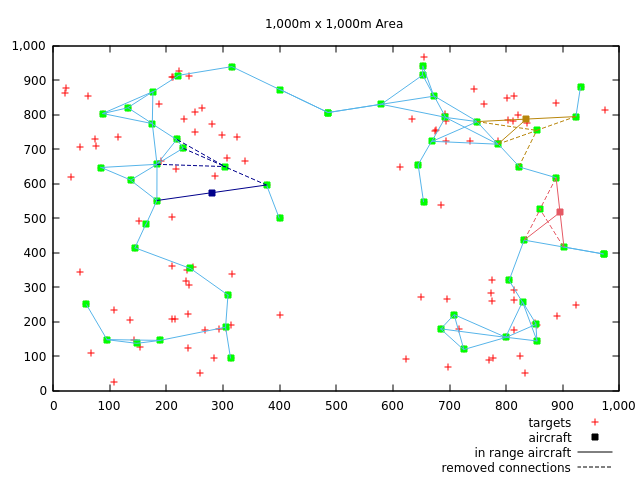 1,000m x 1,000m Area
1,000
900
800
700
600
500
400
300
200
100
0
0 100 200 300 400 500 600 700 800 900 1,000
targets
aircraft
in range aircraft
removed connections